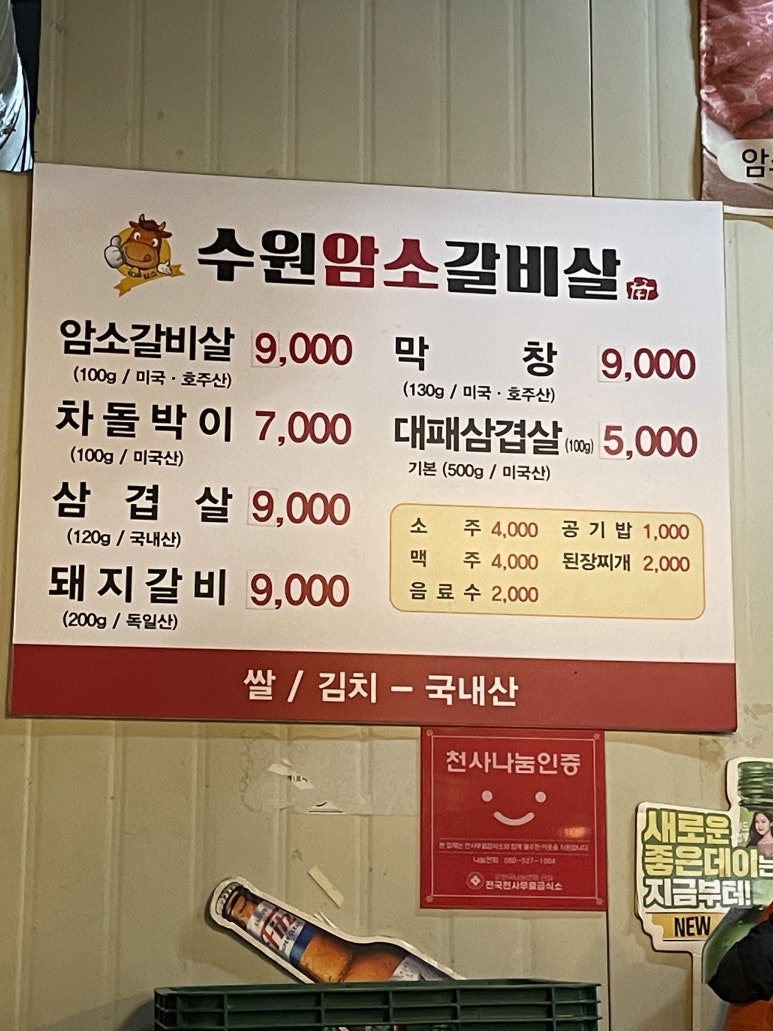 암
수원암소갈비살
암소갈비살 9,000
(100g / 미국 · 호주산)
차돌박이 7,000
(100g / 미국산)
삼겹살 9,000
(120g / 국내산)
돼지갈비 9,000
(200g / 독일산)
막창 9,000
(130g / 미국 · 호주산)
대패삼겹살(100g) 5,000
기본 (500g / 미국산)
소주 4,000 공기밥 1,000
맥주 4,000 된장찌개 2,000
음료수 2,000
쌀 / 김치 – 국내산
천사나눔인증
전국천사무료급식소
새로운
좋은데이는
지금부데!
NEW